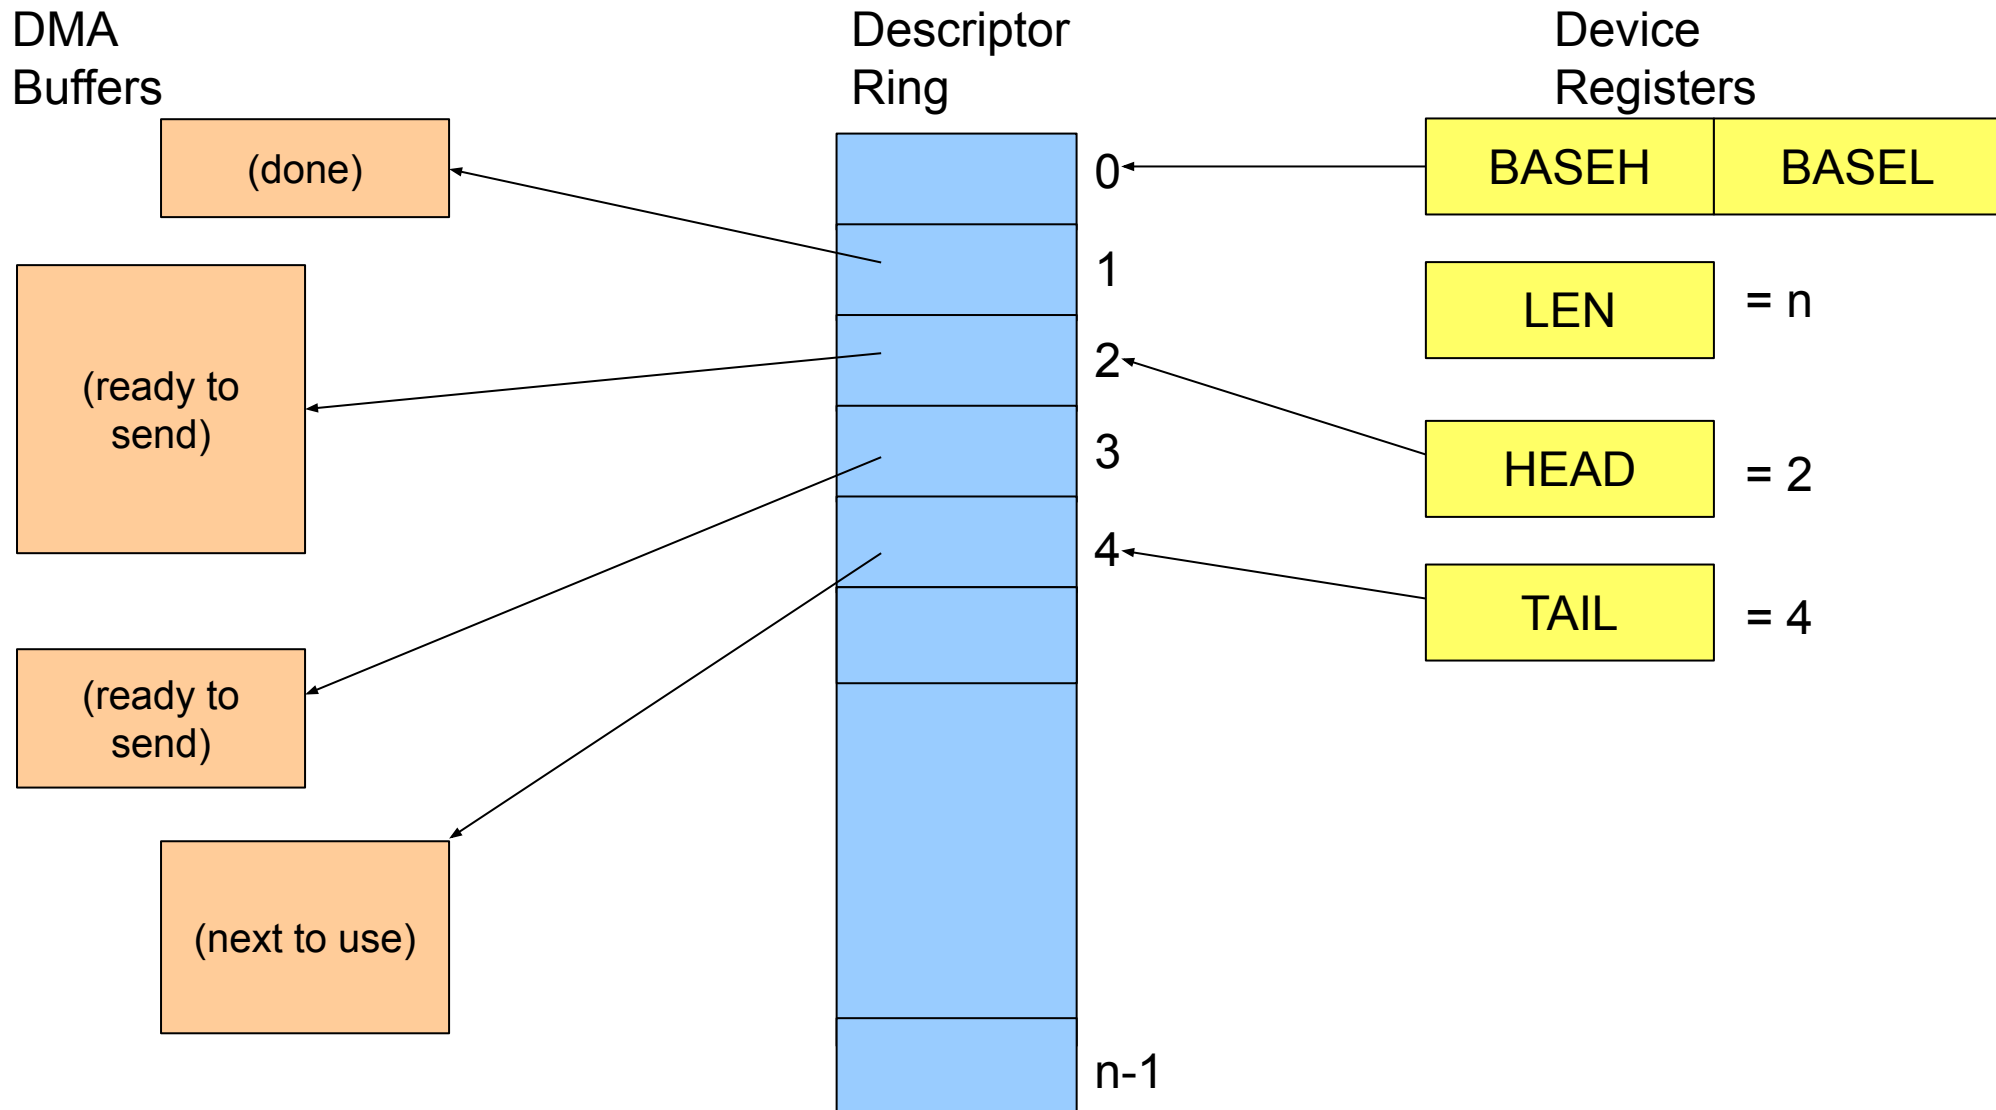 DMA
Buffers
Descriptor
Ring
Device
Registers
(done)
0
BASEH
BASEL
1
LEN
= n
(ready to
send)
2
3
HEAD
= 2
4
TAIL
= 4
(ready to
send)
(next to use)
n-1